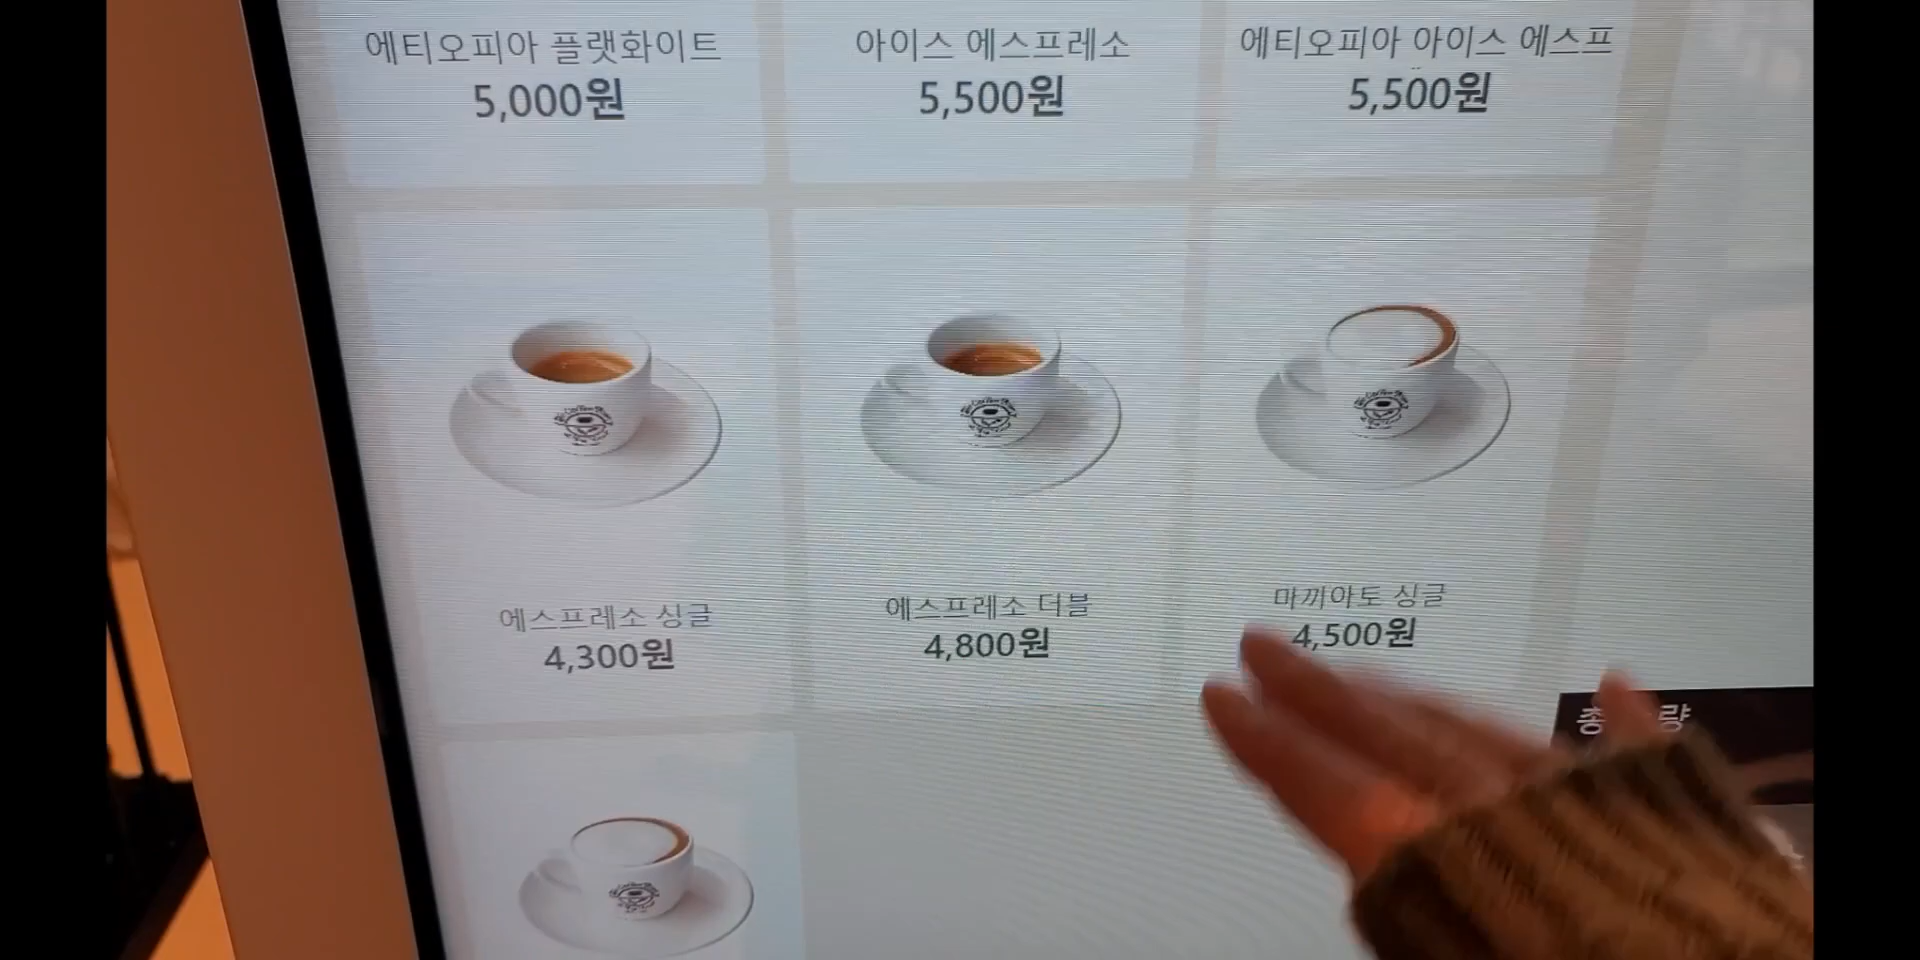 에티오피아 플랫화이트
5,000원
아이스 에스프레소
5,500원
에티오피아 아이스 에스프
5,500원
에스프레소 싱글
4,300원
에스프레소 더블
4,800원
마끼아토 싱글
4,500원